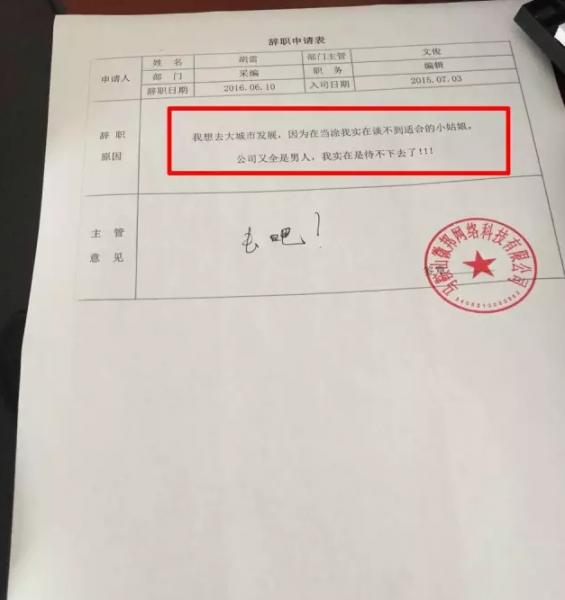 辞职申请表
申请人 姓 名 胡雷 部门主管 文俊
部 门 采编 职 务 编辑
辞职日期 2016.06.10 入司日期 2015.07.03
辞 职 原因
我想去大城市发展，因为在当涂我实在谈不到适合的小姑娘。
公司又全是男人，我实在是待不下去了!!!
主 管 意 见
去吧!
马鞍山微邦网络科技有限公司